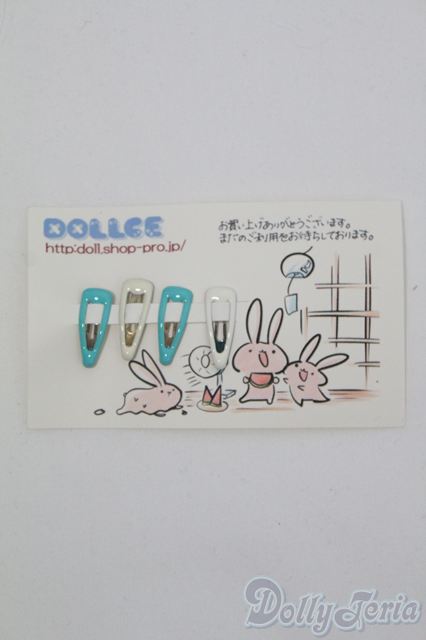 DOLLCE
http:doll.shop-pro.jp/
お買い上げありがとうございます。
またのご利用をお待ちしております。
DollyTeria